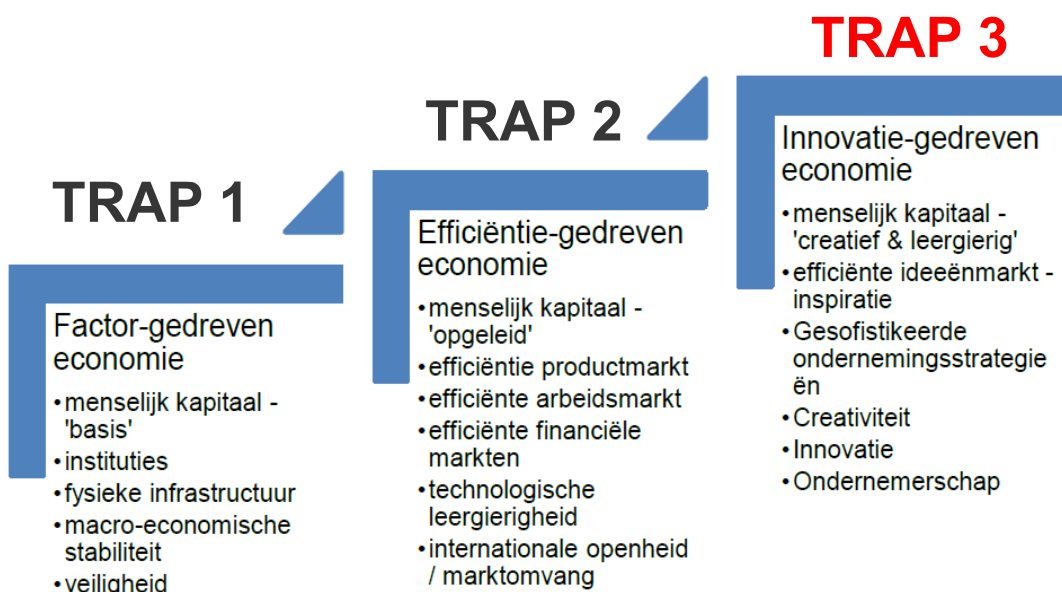 TRAP 1
Factor-gedreven
economie
•menselijk kapitaal -
'basis'
•instituties
•fysieke infrastructuur
•macro-economische
stabiliteit
•veiligheid
TRAP 2
Efficiëntie-gedreven
economie
•menselijk kapitaal -
'opgeleid'
•efficiëntie productmarkt
•efficiënte arbeidsmarkt
•efficiënte financiële
markten
•technologische
leergierigheid
•internationale openheid
/ marktomvang
TRAP 3
Innovatie-gedreven
economie
•menselijk kapitaal -
'creatief & leergierig'
•efficiënte ideeënmarkt -
inspiratie
•Gesofistikeerde
ondernemingsstrategie
ën
•Creativiteit
•Innovatie
•Ondernemerschap